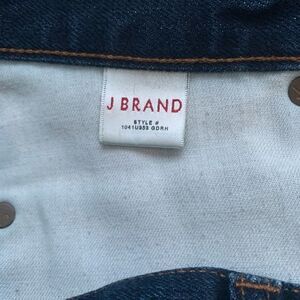 J BRAND
STYLE #
1041U959 GDRH